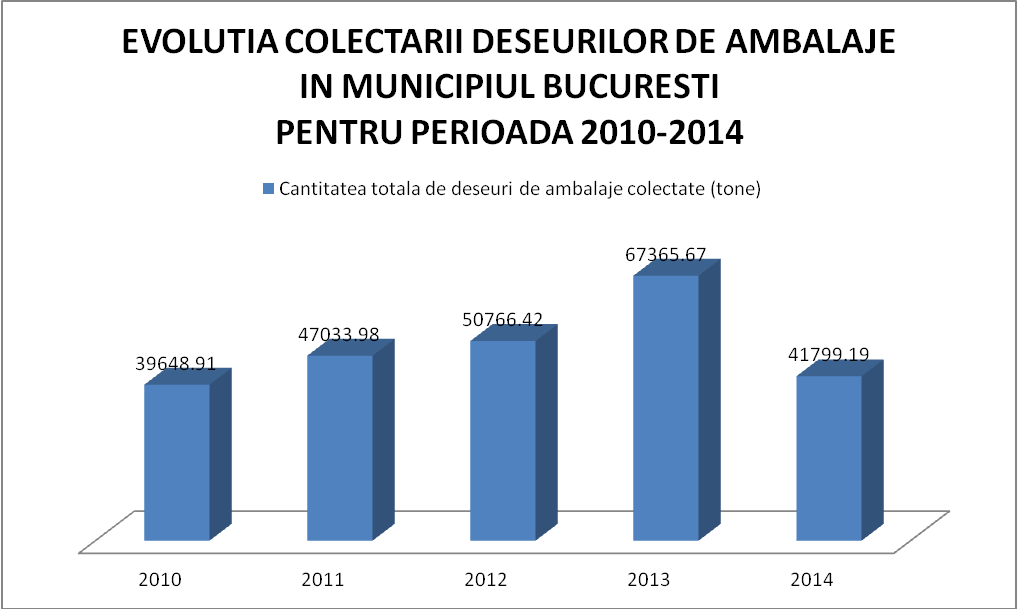 EVOLUTIA COLECTARII DESEURILOR DE AMBALAJE
IN MUNICIPIUL BUCURESTI
PENTRU PERIOADA 2010-2014
Cantitatea totala de deseuri de ambalaje colectate (tone)
39648.91
47033.98
50766.42
67365.67
41799.19
2010
2011
2012
2013
2014